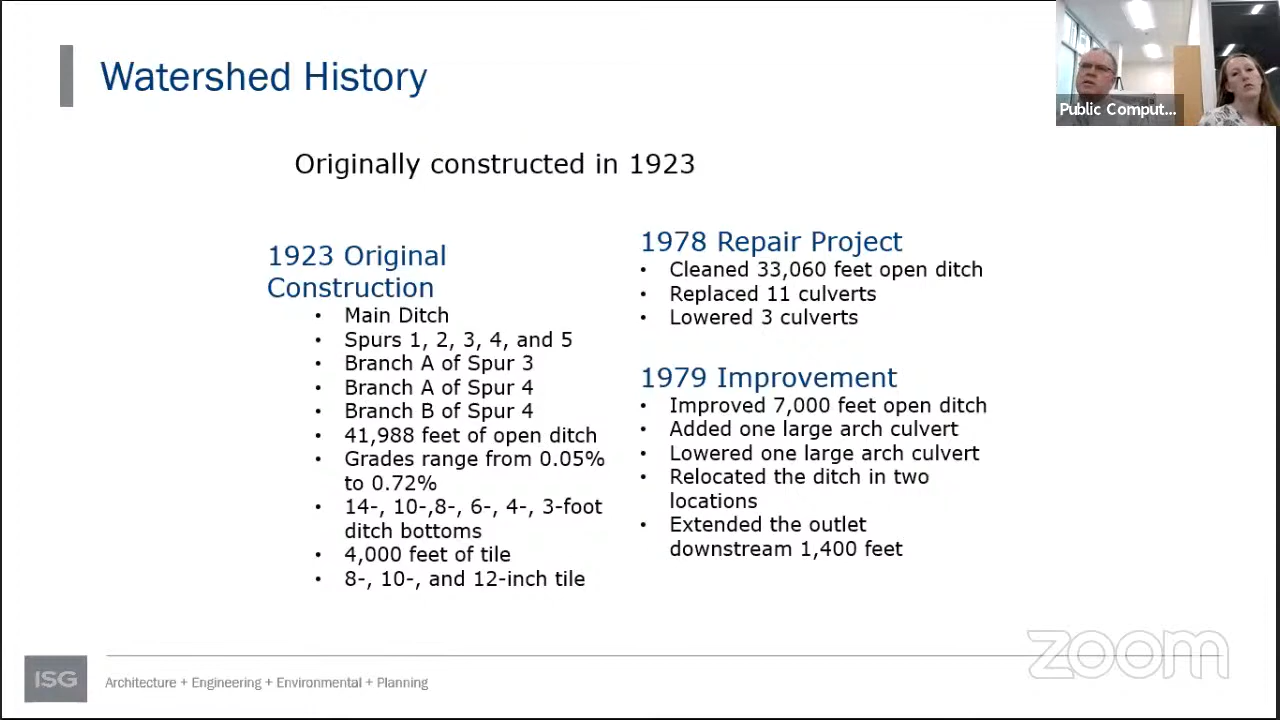 Watershed History
Public Comput...
Originally constructed in 1923
1923 Original
Construction
• Main Ditch
• Spurs 1, 2, 3, 4, and 5
• Branch A of Spur 3
• Branch A of Spur 4
• Branch B of Spur 4
• 41,988 feet of open ditch
• Grades range from 0.05%
to 0.72%
• 14-, 10-,8-, 6-, 4-, 3-foot
ditch bottoms
• 4,000 feet of tile
• 8-, 10-, and 12-inch tile
1978 Repair Project
• Cleaned 33,060 feet open ditch
• Replaced 11 culverts
• Lowered 3 culverts
1979 Improvement
• Improved 7,000 feet open ditch
• Added one large arch culvert
• Lowered one large arch culvert
• Relocated the ditch in two
locations
• Extended the outlet
downstream 1,400 feet
ISG
Architecture + Engineering + Environmental + Planning
zoom